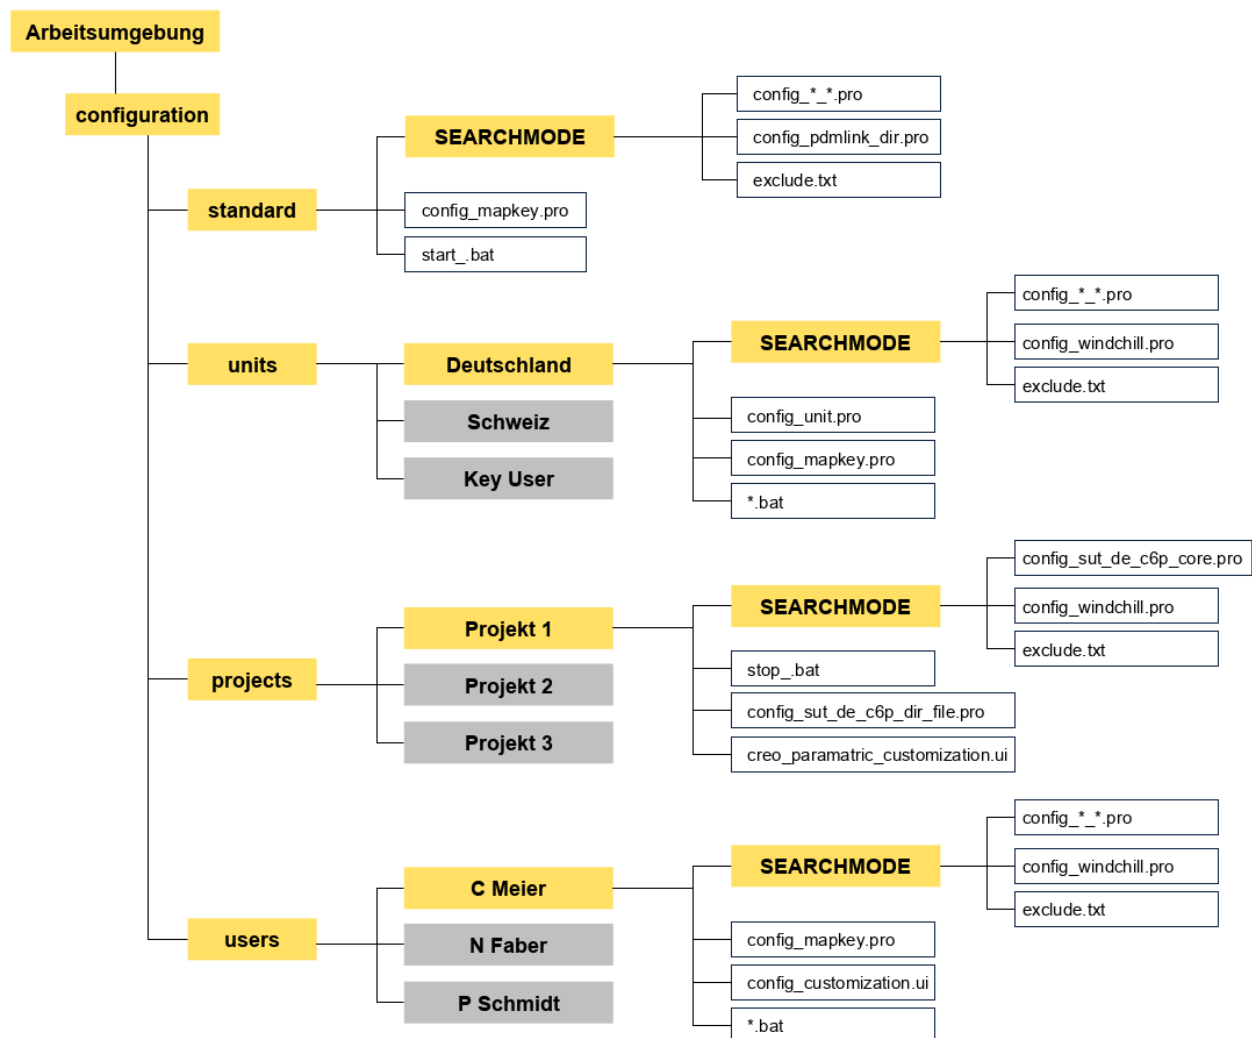 Arbeitsumgebung
configuration
standard
SEARCHMODE
config_*_*.pro
config_pdmlink_dir.pro
exclude.txt
config_mapkey.pro
start_.bat
units
Deutschland
SEARCHMODE
config_*_*.pro
config_windchill.pro
exclude.txt
config_unit.pro
config_mapkey.pro
*.bat
Schweiz
Key User
projects
Projekt 1
SEARCHMODE
config_sut_de_c6p_core.pro
config_windchill.pro
exclude.txt
stop_.bat
config_sut_de_c6p_dir_file.pro
creo_paramatric_customization.ui
Projekt 2
Projekt 3
users
C Meier
SEARCHMODE
config_*_*.pro
config_windchill.pro
exclude.txt
config_mapkey.pro
config_customization.ui
*.bat
N Faber
P Schmidt